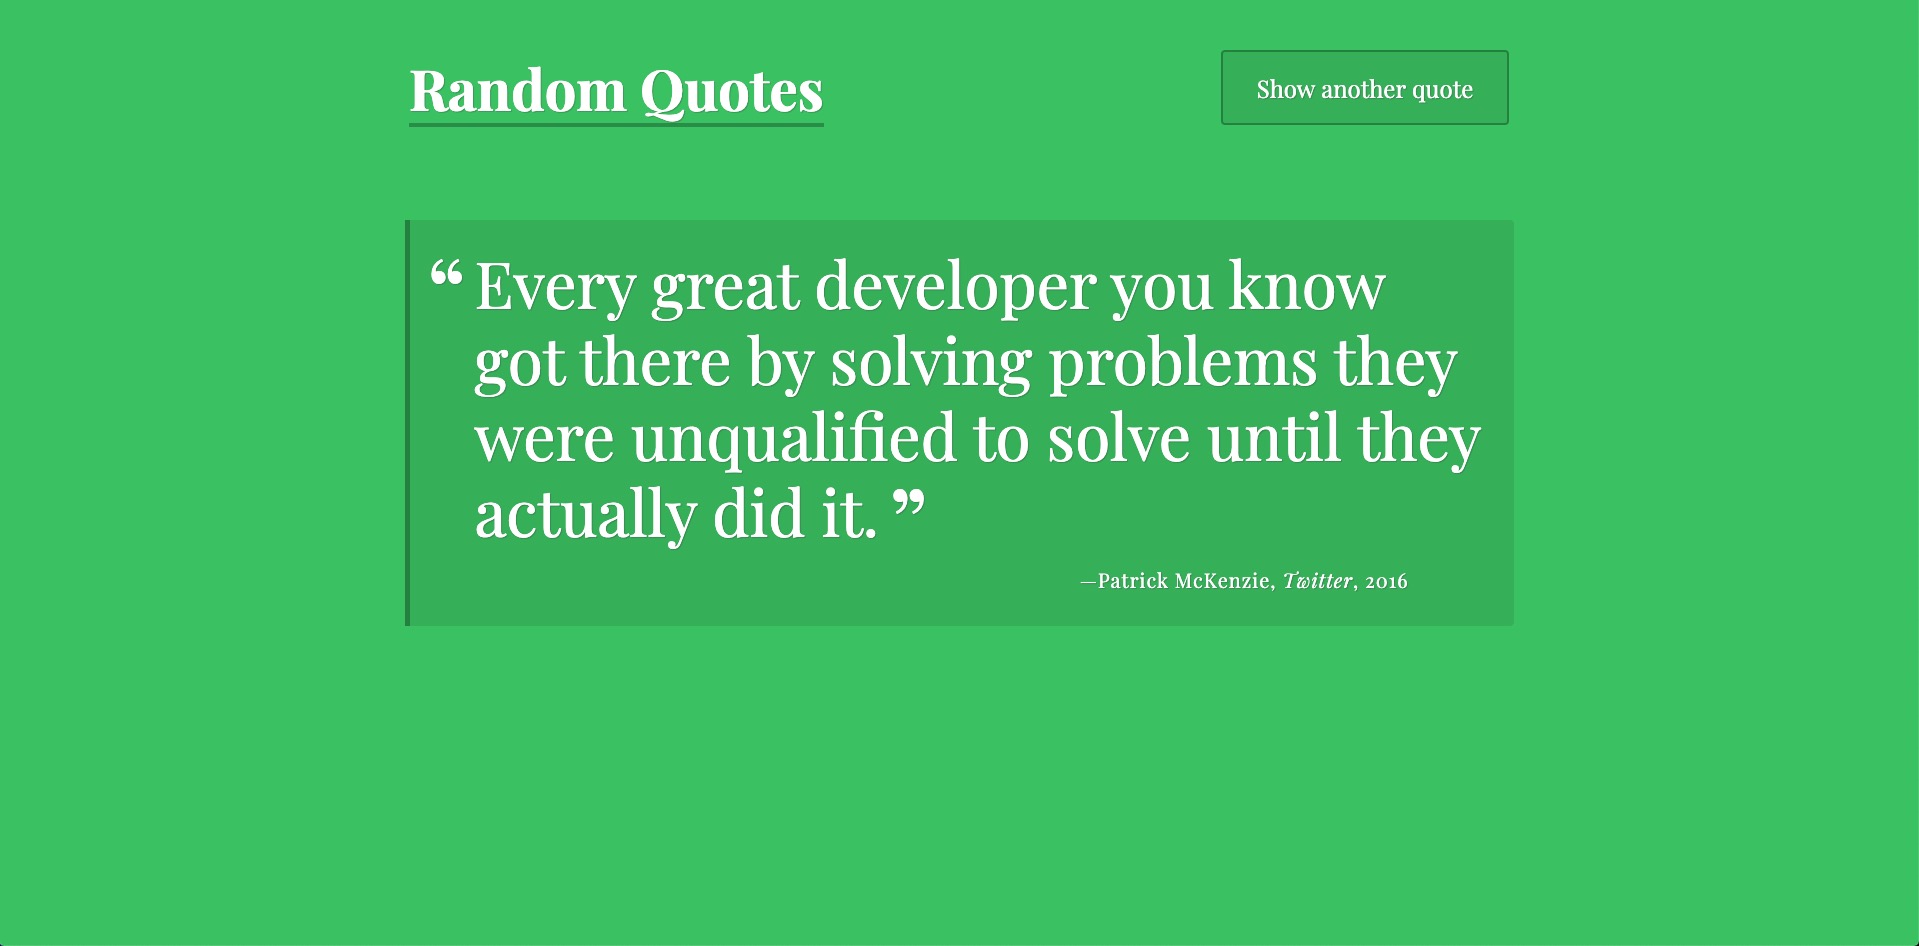 Random Quotes
Show another quote
“ Every great developer you know
got there by solving problems they
were unqualified to solve until they
actually did it. ”
—Patrick McKenzie, Twitter, 2016